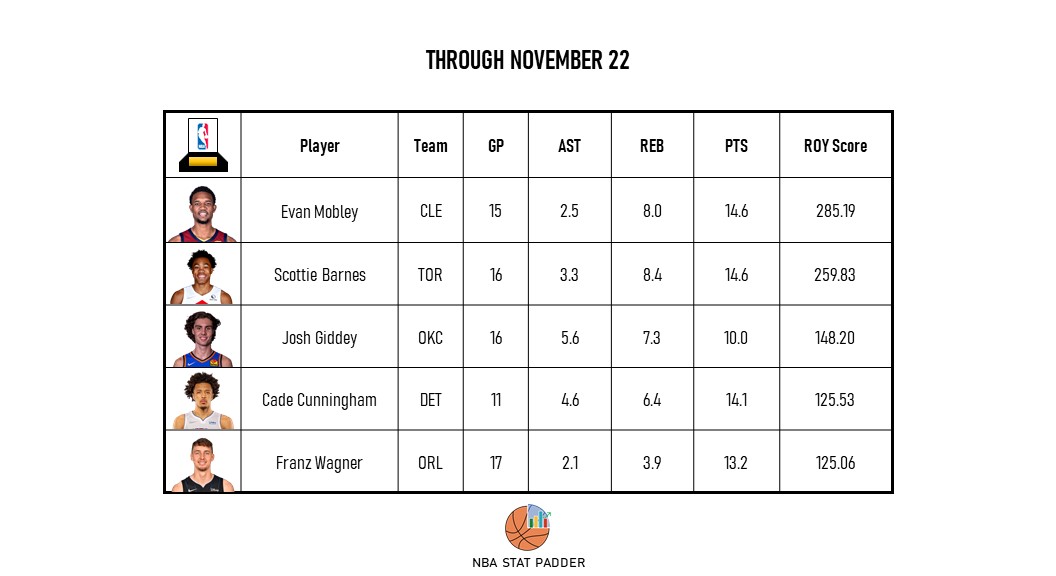 THROUGH NOVEMBER 22
Player Team GP AST REB PTS ROY Score
Evan Mobley CLE 15 2.5 8.0 14.6 285.19
Scottie Barnes TOR 16 3.3 8.4 14.6 259.83
Josh Giddey OKC 16 5.6 7.3 10.0 148.20
Cade Cunningham DET 11 4.6 6.4 14.1 125.53
Franz Wagner ORL 17 2.1 3.9 13.2 125.06
NBA STAT PADDER